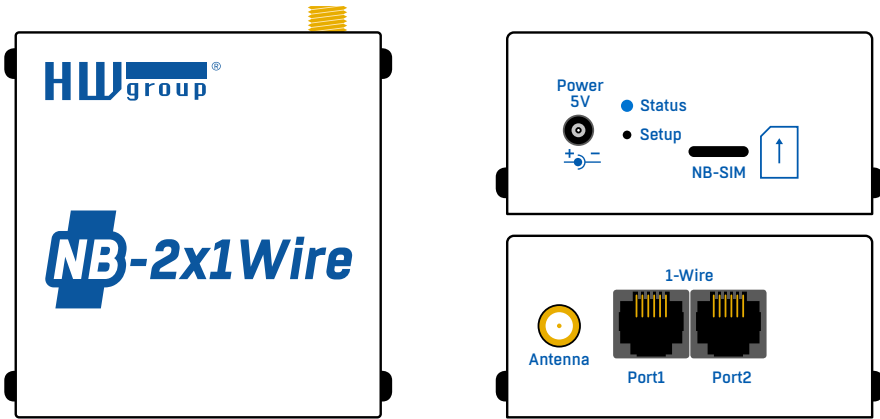 HW group ®
NB-2x1Wire
Power
5V
Status
Setup
+ −
NB-SIM
1-Wire
Antenna
Port1
Port2